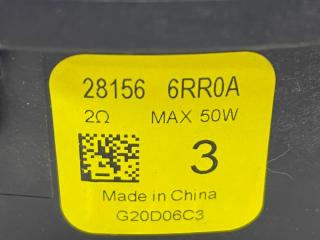 28156 6RR0A
2Ω MAX 50W
3
Made in China
G20D06C3